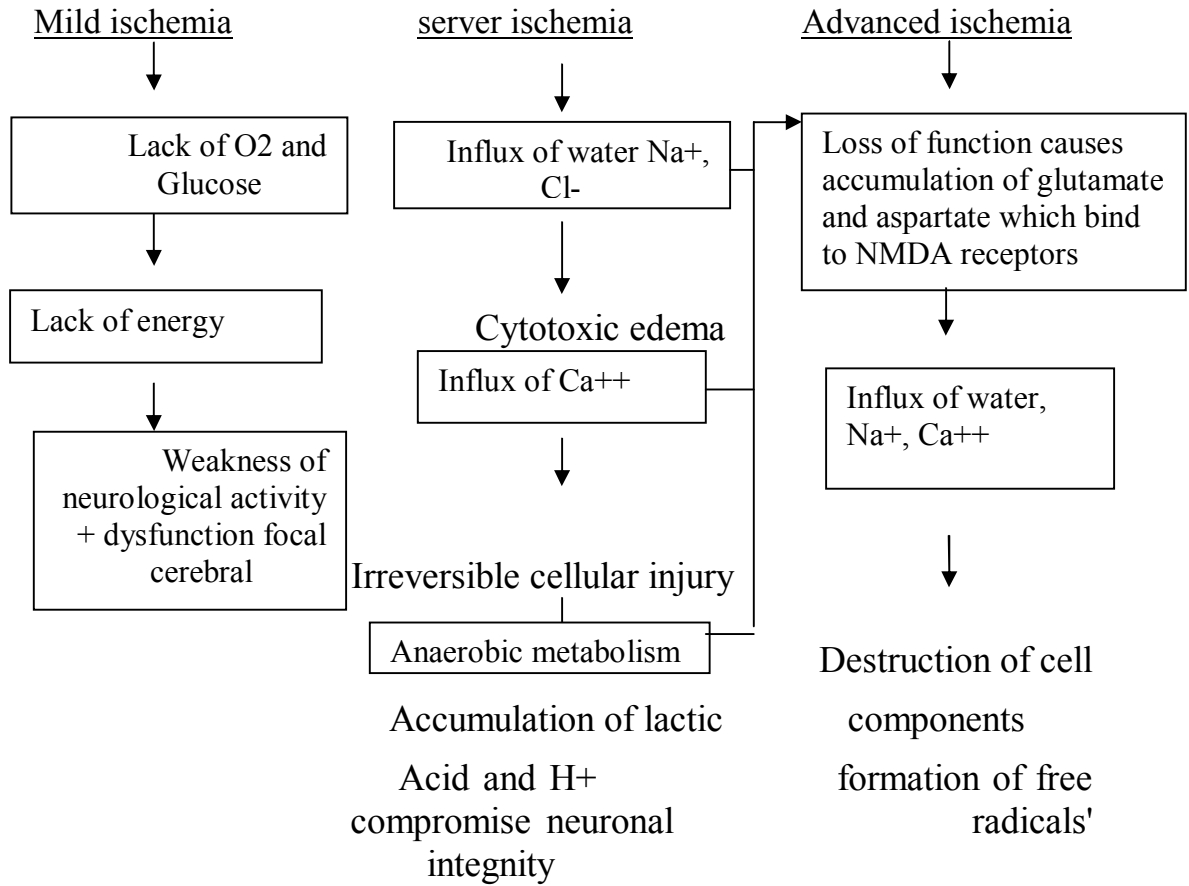 Mild ischemia
Lack of O2 and
Glucose
Lack of energy
Weakness of
neurological activity
+ dysfunction focal
cerebral
server ischemia
Influx of water Na+,
Cl-
Cytotoxic edema
Influx of Ca++
Irreversible cellular injury
Anaerobic metabolism
Accumulation of lactic
Acid and H+
compromise neuronal
integnity
Advanced ischemia
Loss of function causes
accumulation of glutamate
and aspartate which bind
to NMDA receptors
Influx of water,
Na+, Ca++
Destruction of cell
components
formation of free
radicals'